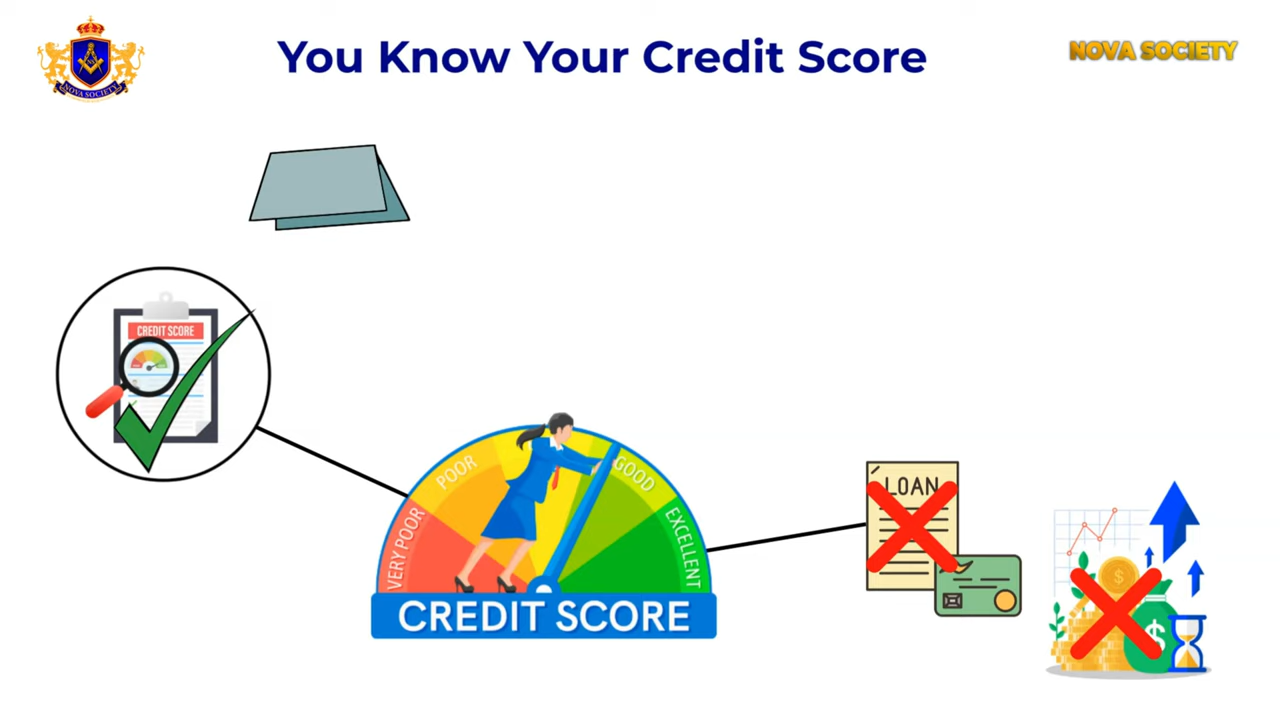 You Know Your Credit Score
NOVA SOCIETY
NOVA SOCIETY
CREDIT SCORE
VERY POOR
POOR
GOOD
EXCELLENT
CREDIT SCORE
LOAN
$
$